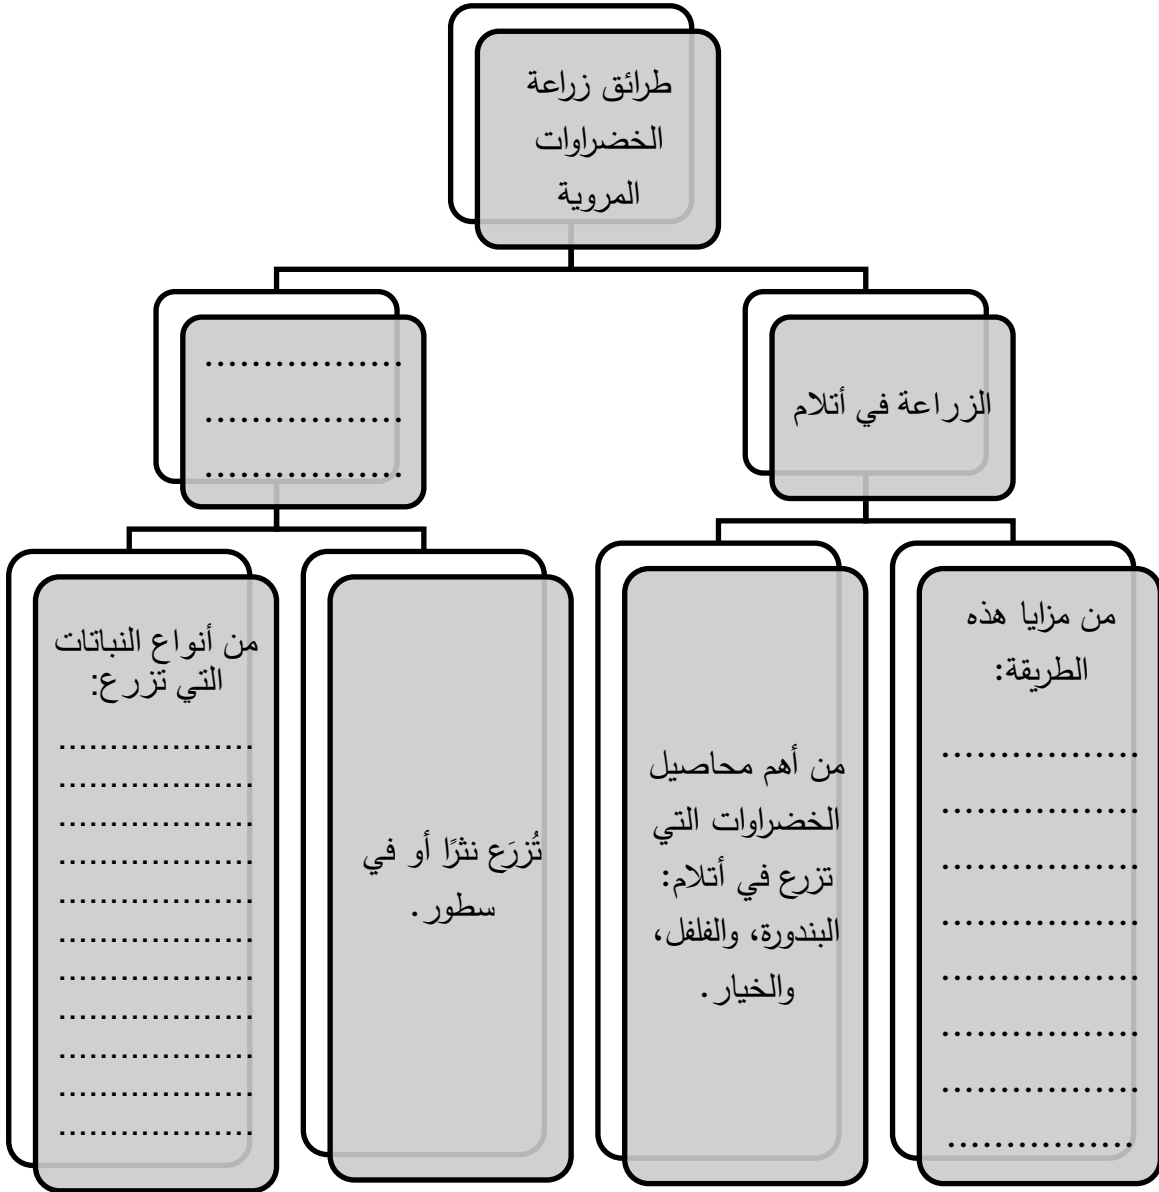 طرائق زراعة
الخضراوات
المروية
الزراعة في أتلام
................
................
................
من مزايا هذه
الطريقة:
................
................
................
................
................
................
................
...............
من أهم محاصيل
الخضراوات التي
تزرع في أتلام:
البندورة، والفلفل،
والخيار.
تُزرَع نثرًا أو في
سطور.
من أنواع النباتات
التي تزرع:
...................
...................
...................
...................
...................
...................
...................
...................
...................
...................
...................